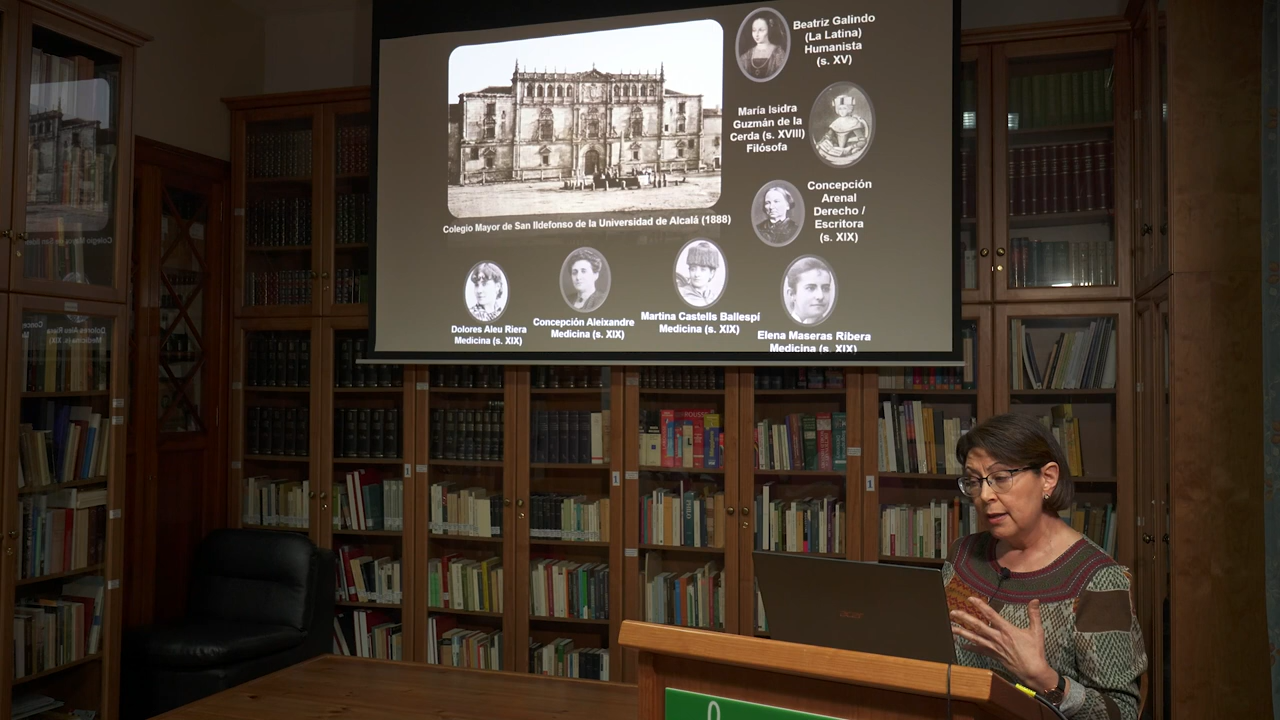 Beatriz Galindo
(La Latina)
Humanista
(s. XV)
María Isidra
Guzmán de la
Cerda (s. XVIII)
Filósofa
Concepción
Arenal
Derecho /
Escritora
(s. XIX)
Colegio Mayor de San Ildefonso de la Universidad de Alcalá (1888)
Dolores Aleu Riera
Medicina (s. XIX)
Concepción Aleixandre
Medicina (s. XIX)
Martina Castells Ballespí
Medicina (s. XIX)
Elena Maseras Ribera
Medicina (s. XIX)
acer